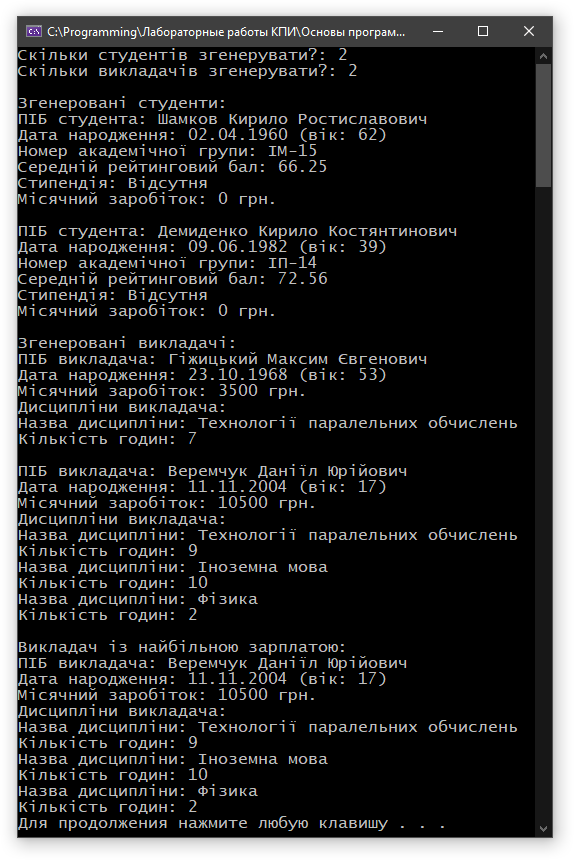 C:\Programming\Лабораторные работы КПИ\Основы програм...
Скільки студентів згенерувати?: 2
Скільки викладачів згенерувати?: 2
Згенеровані студенти:
ПІБ студента: Шамков Кирило Ростиславович
Дата народження: 02.04.1960 (вік: 62)
Номер академічної групи: ІМ-15
Середній рейтинговий бал: 66.25
Стипендія: Відсутня
Місячний заробіток: 0 грн.
ПІБ студента: Демиденко Кирило Костянтинович
Дата народження: 09.06.1982 (вік: 39)
Номер академічної групи: ІП-14
Середній рейтинговий бал: 72.56
Стипендія: Відсутня
Місячний заробіток: 0 грн.
Згенеровані викладачі:
ПІБ викладача: Гіжицький Максим Євгенович
Дата народження: 23.10.1968 (вік: 53)
Місячний заробіток: 3500 грн.
Дисципліни викладача:
Назва дисципліни: Технології паралельних обчислень
Кількість годин: 7
ПІБ викладача: Веремчук Данііл Юрійович
Дата народження: 11.11.2004 (вік: 17)
Місячний заробіток: 10500 грн.
Дисципліни викладача:
Назва дисципліни: Технології паралельних обчислень
Кількість годин: 9
Назва дисципліни: Іноземна мова
Кількість годин: 10
Назва дисципліни: Фізика
Кількість годин: 2
Викладач із найбільною зарплатою:
ПІБ викладача: Веремчук Данііл Юрійович
Дата народження: 11.11.2004 (вік: 17)
Місячний заробіток: 10500 грн.
Дисципліни викладача:
Назва дисципліни: Технології паралельних обчислень
Кількість годин: 9
Назва дисципліни: Іноземна мова
Кількість годин: 10
Назва дисципліни: Фізика
Кількість годин: 2
Для продолжения нажмите любую клавишу . . .